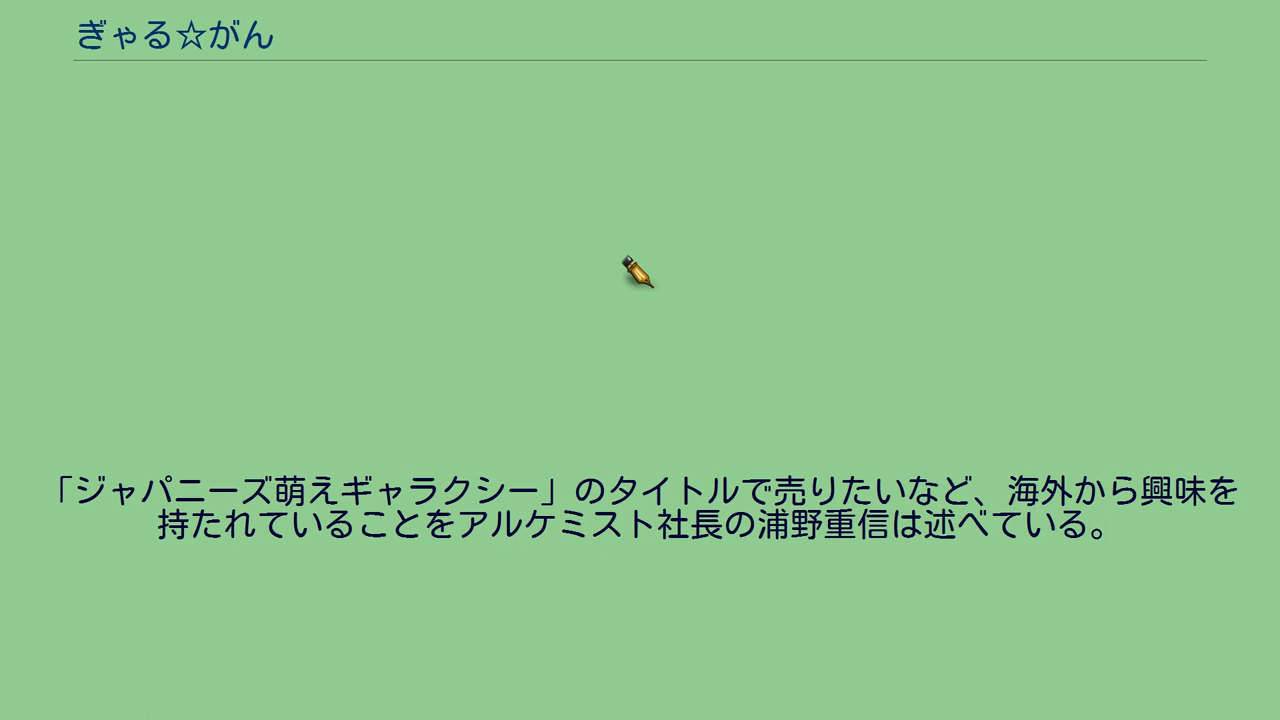 ぎゃる☆がん
「ジャパニーズ萌えギャラクシー」のタイトルで売りたいなど、海外から興味を
持たれていることをアルケミスト社長の浦野重信は述べている。